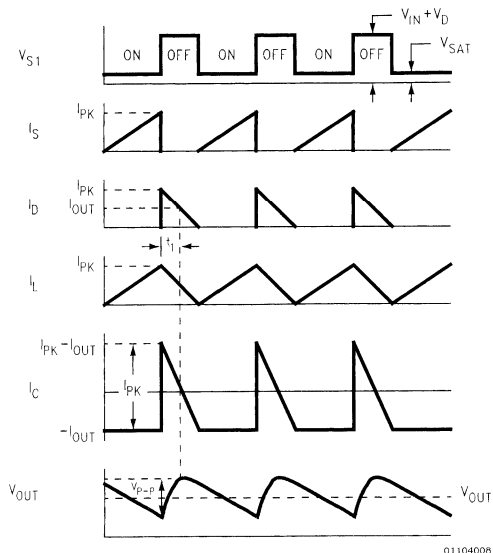 V_IN + V_D
ON OFF ON OFF ON OFF
V_SAT
V_S1
I_PK
I_S
I_PK
I_D
I_OUT
t_1
I_PK
I_L
I_PK - I_OUT
I_C
I_PK
-I_OUT
V_P-P
V_OUT
V_OUT
01104008